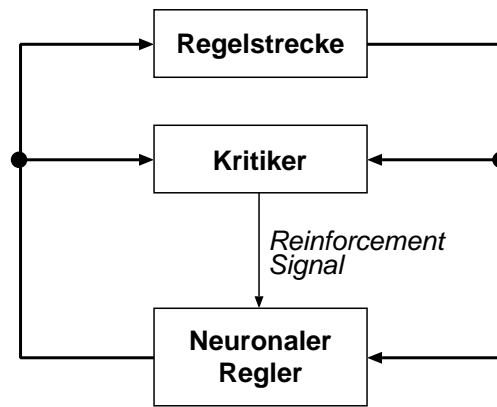 Regelstrecke
Kritiker
Reinforcement
Signal
Neuronaler
Regler